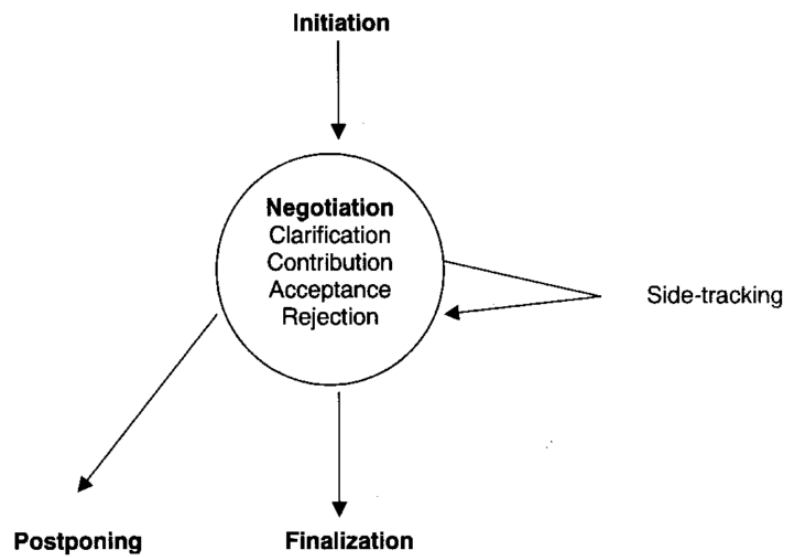 Initiation
Negotiation
Clarification
Contribution
Acceptance
Rejection
Side-tracking
Postponing
Finalization